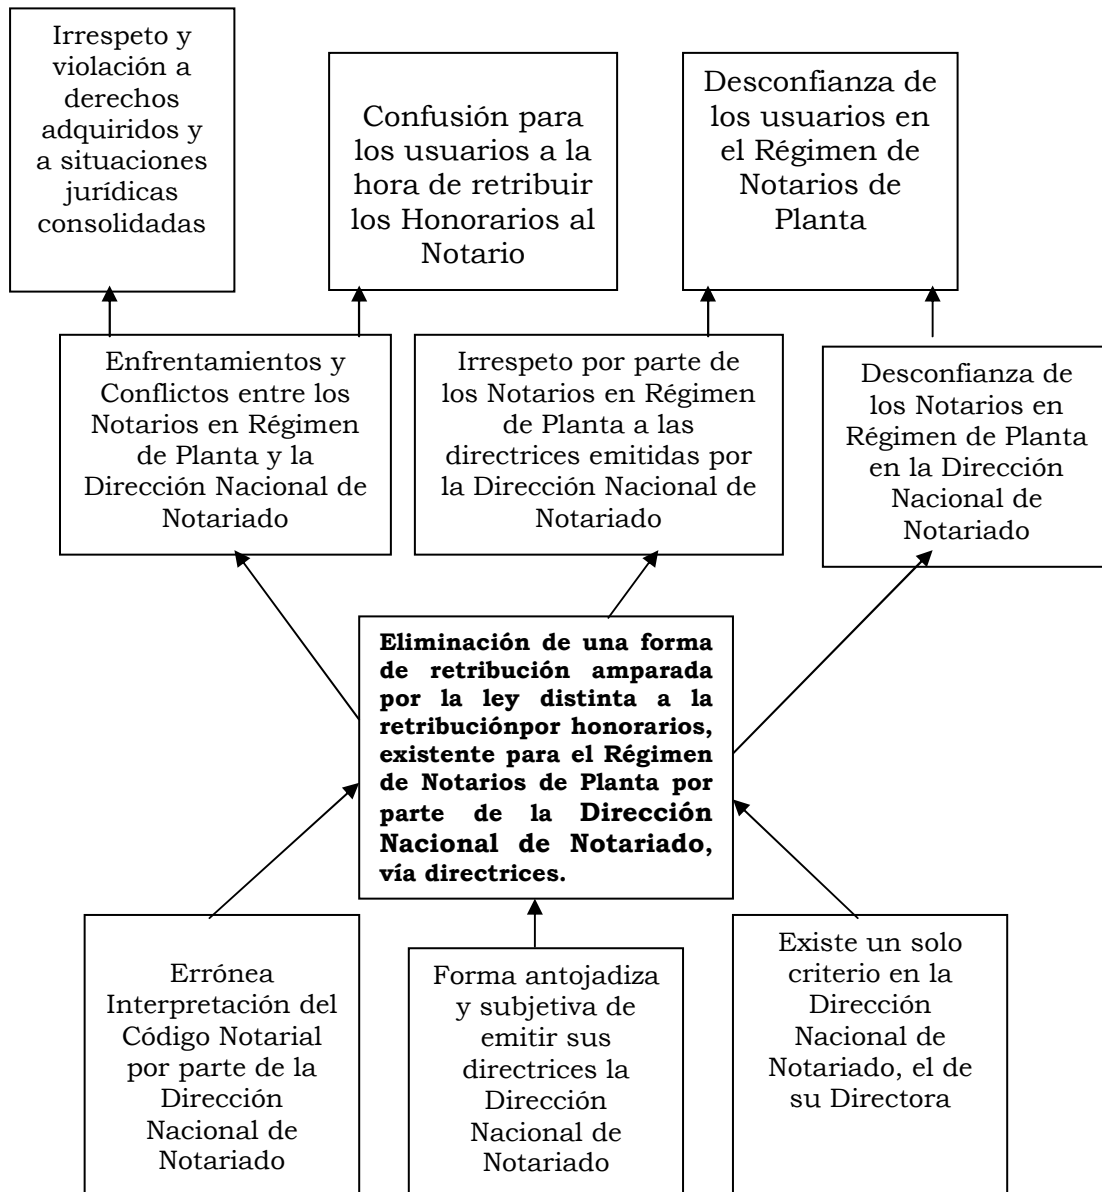 Irrespeto y
violación a
derechos
adquiridos y
a situaciones
jurídicas
consolidadas
Confusión para
los usuarios a la
hora de retribuir
los Honorarios al
Notario
Desconfianza de
los usuarios en
el Régimen de
Notarios de
Planta
Enfrentamientos y
Conflictos entre los
Notarios en Régimen
de Planta y la
Dirección Nacional de
Notariado
Irrespeto por parte de
los Notarios en Régimen
de Planta a las
directrices emitidas por
la Dirección Nacional de
Notariado
Desconfianza de
los Notarios en
Régimen de Planta
en la Dirección
Nacional de
Notariado
Eliminación de una forma
de retribución amparada
por la ley distinta a la
retribuciónpor honorarios,
existente para el Régimen
de Notarios de Planta por
parte de la Dirección
Nacional de Notariado,
vía directrices.
Errónea
Interpretación del
Código Notarial
por parte de la
Dirección
Nacional de
Notariado
Forma antojadiza
y subjetiva de
emitir sus
directrices la
Dirección
Nacional de
Notariado
Existe un solo
criterio en la
Dirección
Nacional de
Notariado, el de
su Directora